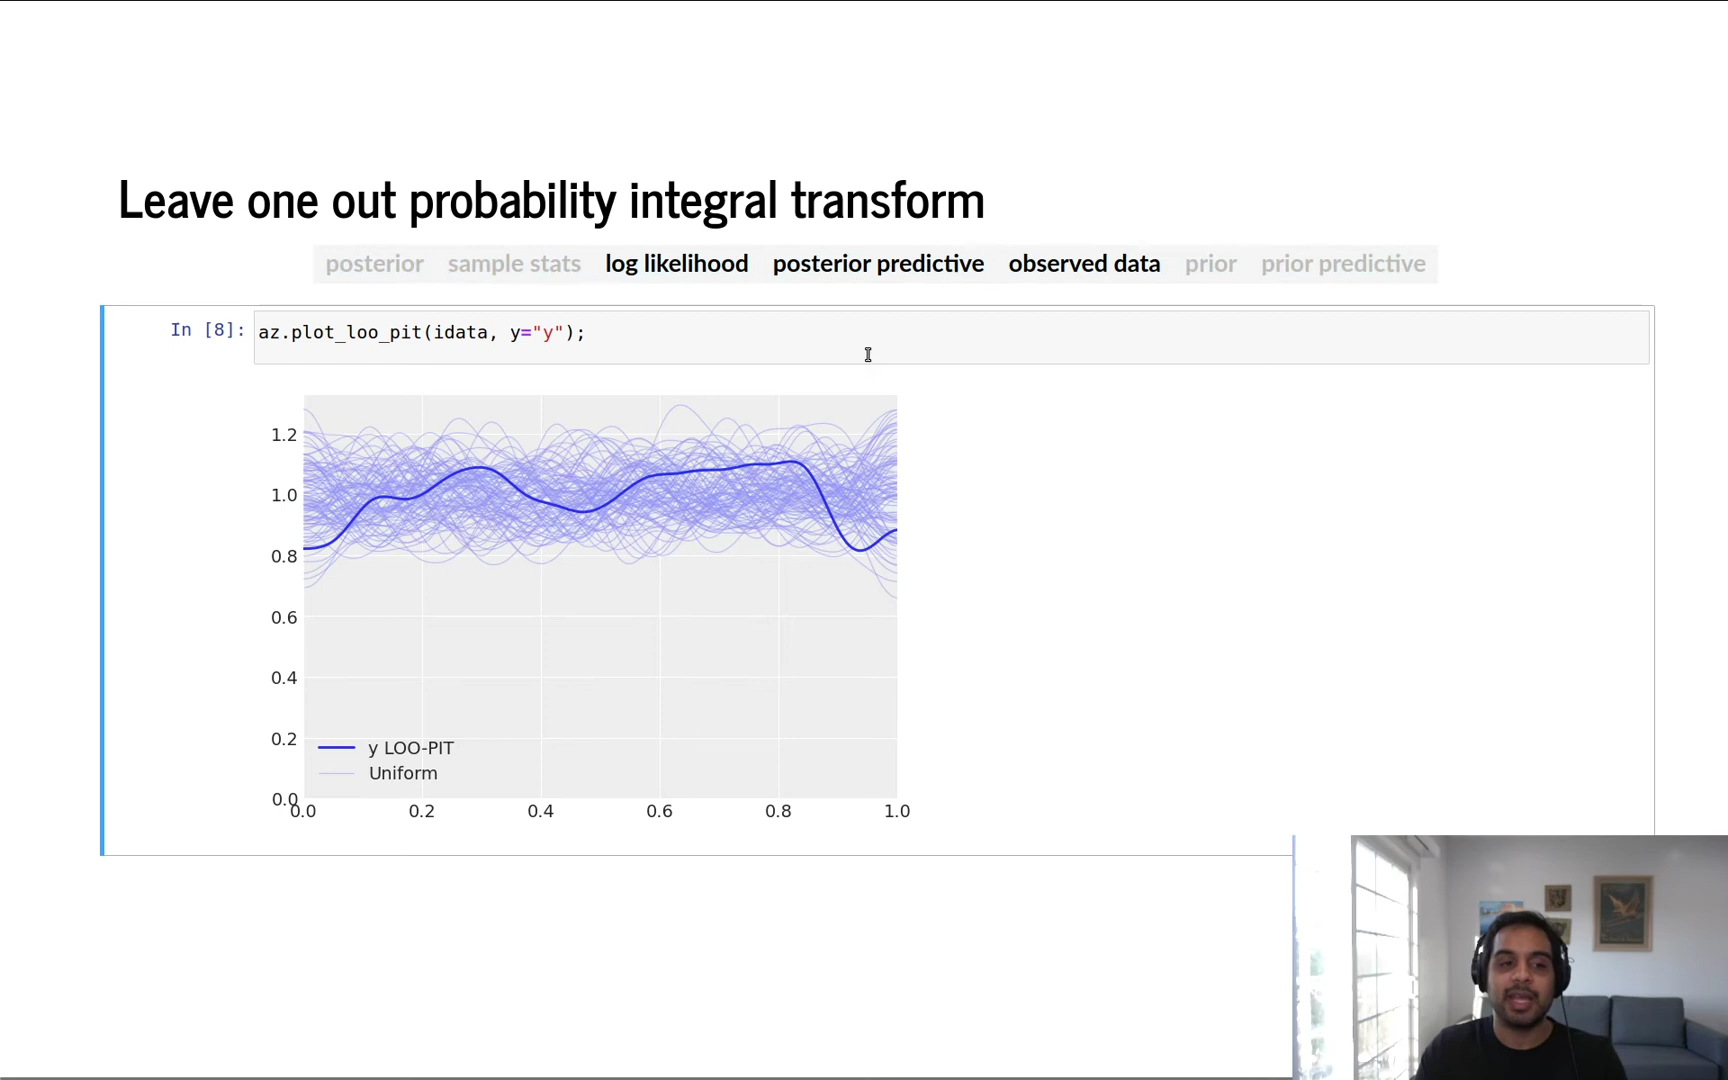 Leave one out probability integral transform
posterior sample stats log likelihood posterior predictive observed data prior prior predictive
In [8]: az.plot_loo_pit(idata, y="y");
1.2
1.0
0.8
0.6
0.4
0.2
0.0
y LOO-PIT
Uniform
0.0 0.2 0.4 0.6 0.8 1.0